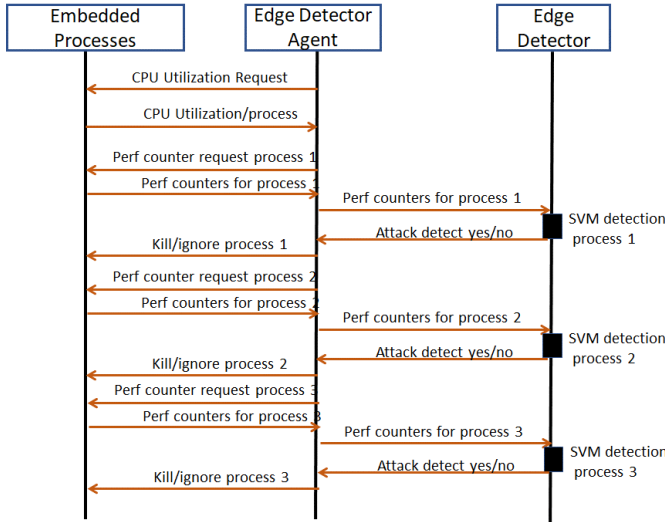 Embedded
Processes
Edge Detector
Agent
Edge
Detector
CPU Utilization Request
CPU Utilization/process
Perf counter request process 1
Perf counters for process 1
Perf counters for process 1
SVM detection
process 1
Attack detect yes/no
Kill/ignore process 1
Perf counter request process 2
Perf counters for process 2
Perf counters for process 2
SVM detection
process 2
Attack detect yes/no
Kill/ignore process 2
Perf counter request process 3
Perf counters for process 3
Perf counters for process 3
SVM detection
process 3
Attack detect yes/no
Kill/ignore process 3